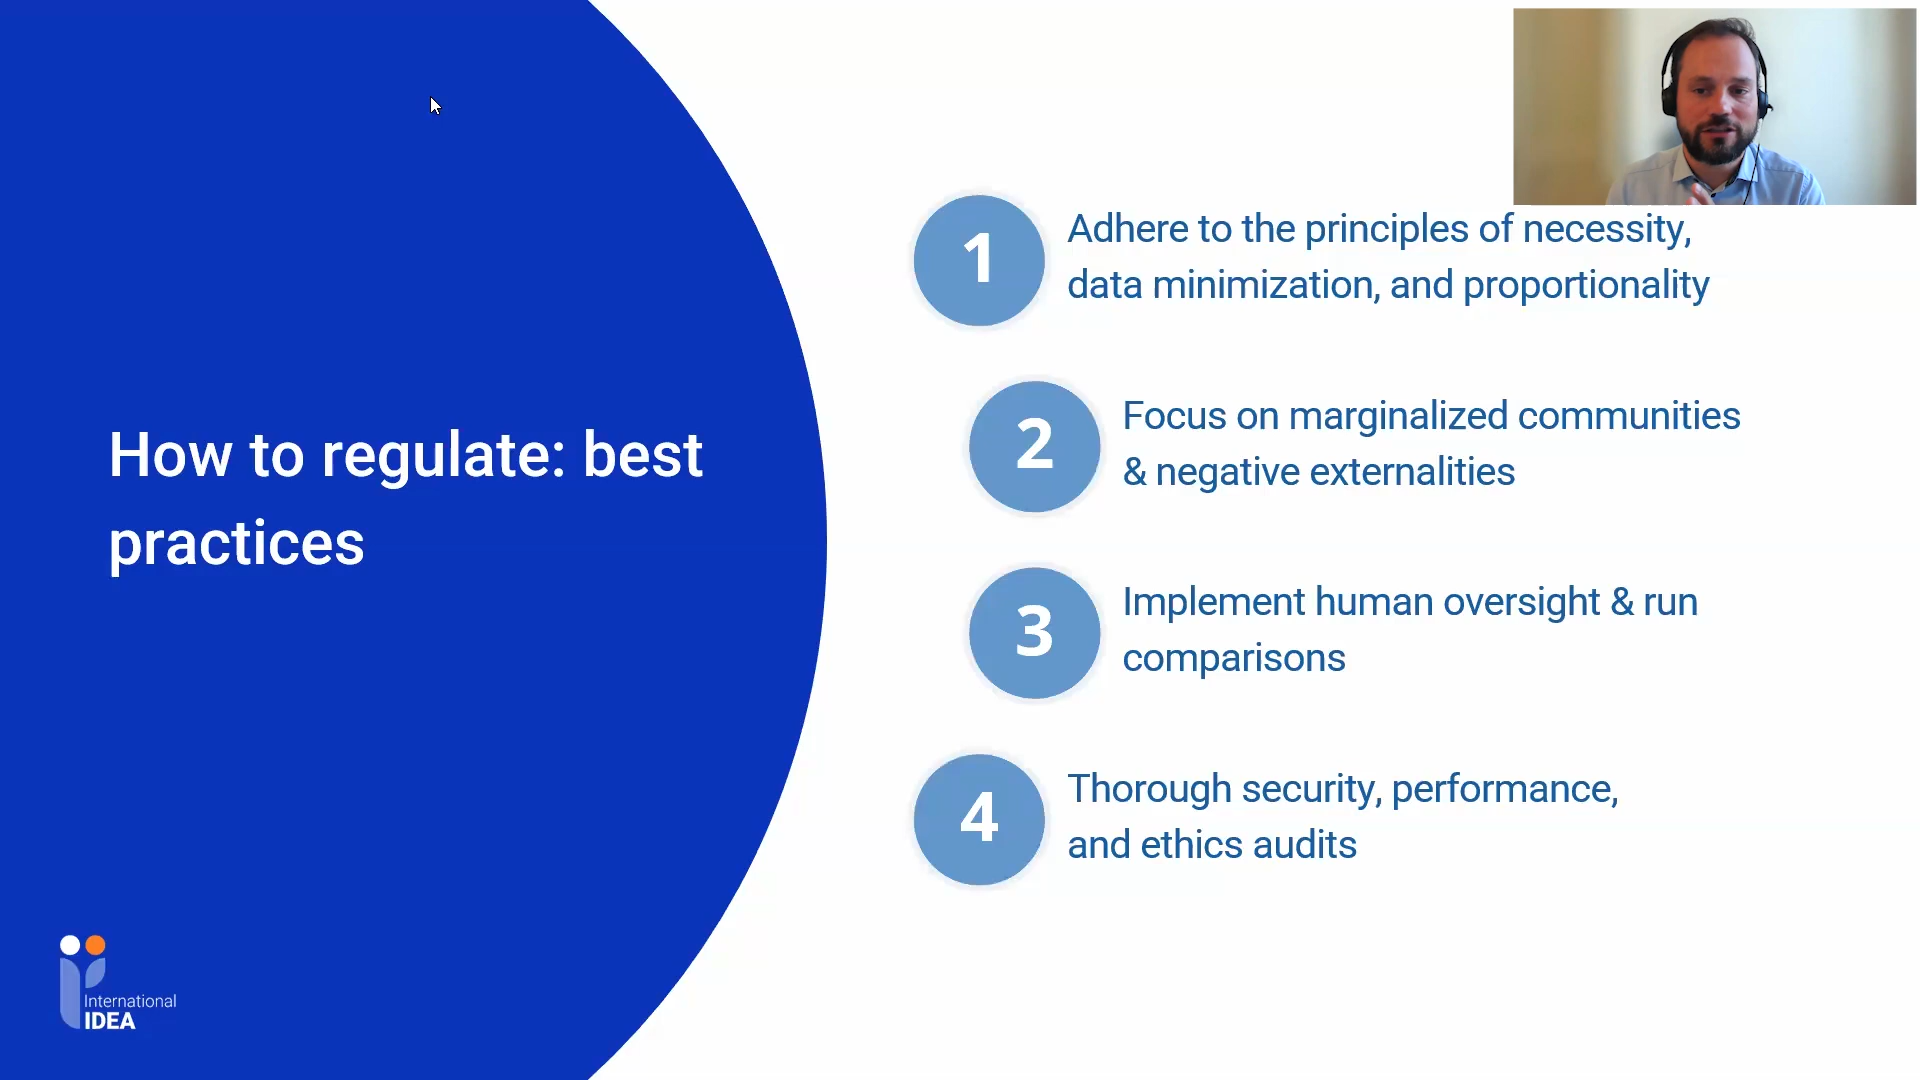 How to regulate: best
practices
1
Adhere to the principles of necessity,
data minimization, and proportionality
2
Focus on marginalized communities
& negative externalities
3
Implement human oversight & run
comparisons
4
Thorough security, performance,
and ethics audits
International
IDEA